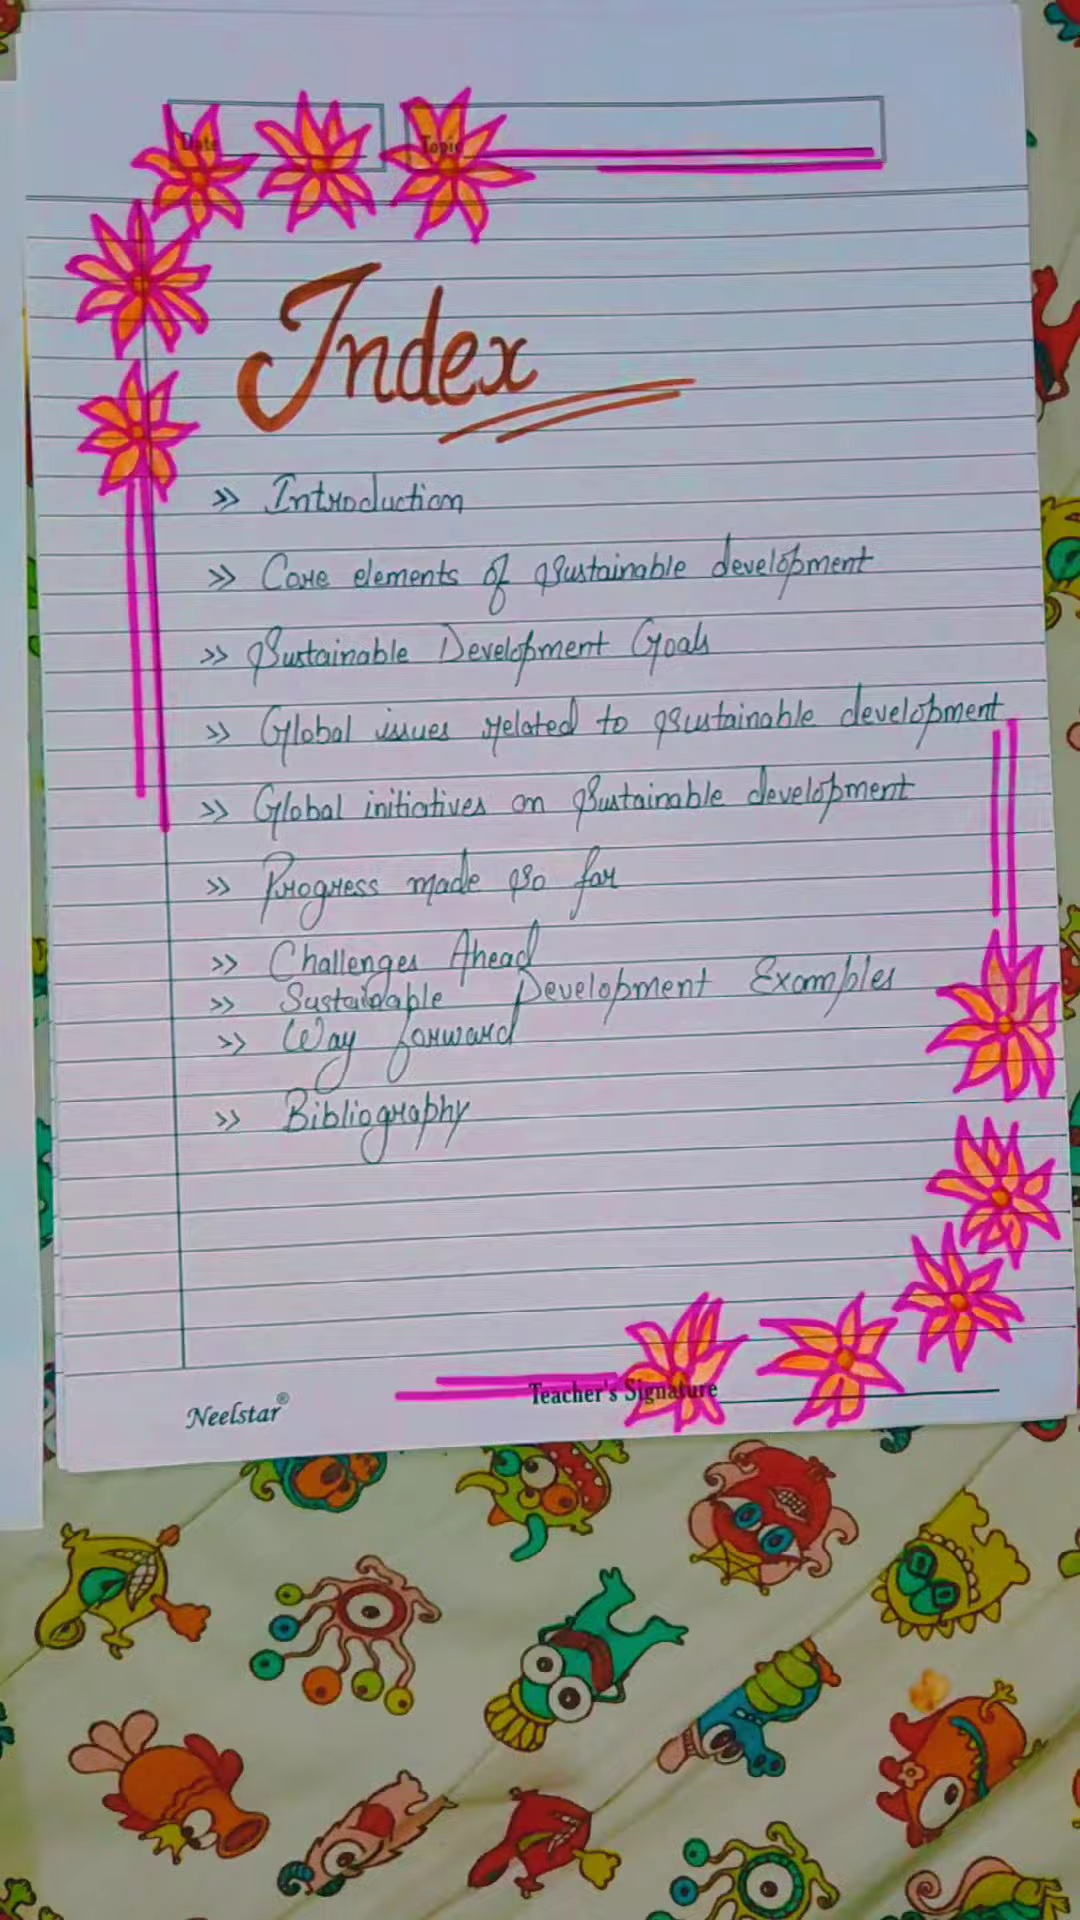 Date
Topic
Index
>> Introduction
>> Core elements of Sustainable development
>> Sustainable Development Goals
>> Global issues related to sustainable development
>> Global initiatives on Sustainable development
>> Progress made so far
>> Challenges Ahead
>> Sustainable Development Examples
>> Way forward
>> Bibliography
Teacher's Signature
Neelstar®